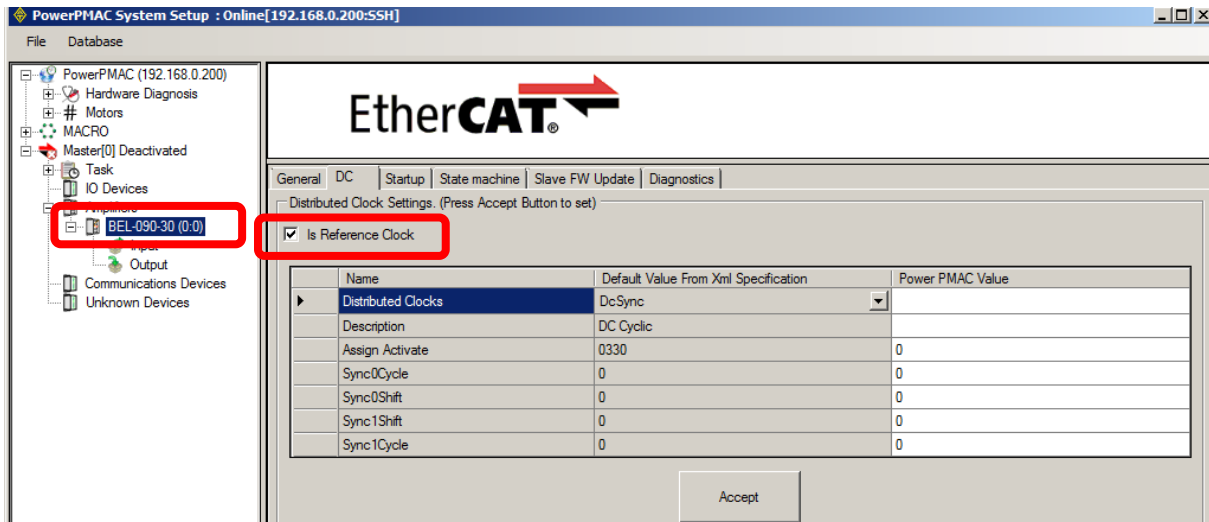 PowerPMAC System Setup : Online[192.168.0.200:SSH]
File Database
PowerPMAC (192.168.0.200)
Hardware Diagnosis
# Motors
MACRO
Master[0] Deactivated
Task
IO Devices
Amplifiers
BEL-090-30 (0:0)
Input
Output
Communications Devices
Unknown Devices
EtherCAT®
General DC Startup State machine Slave FW Update Diagnostics
Distributed Clock Settings. (Press Accept Button to set)
Is Reference Clock
Name Default Value From Xml Specification Power PMAC Value
Distributed Clocks DcSync
Description DC Cyclic
Assign Activate 0330 0
Sync0Cycle 0 0
Sync0Shift 0 0
Sync1Shift 0 0
Sync1Cycle 0 0
Accept